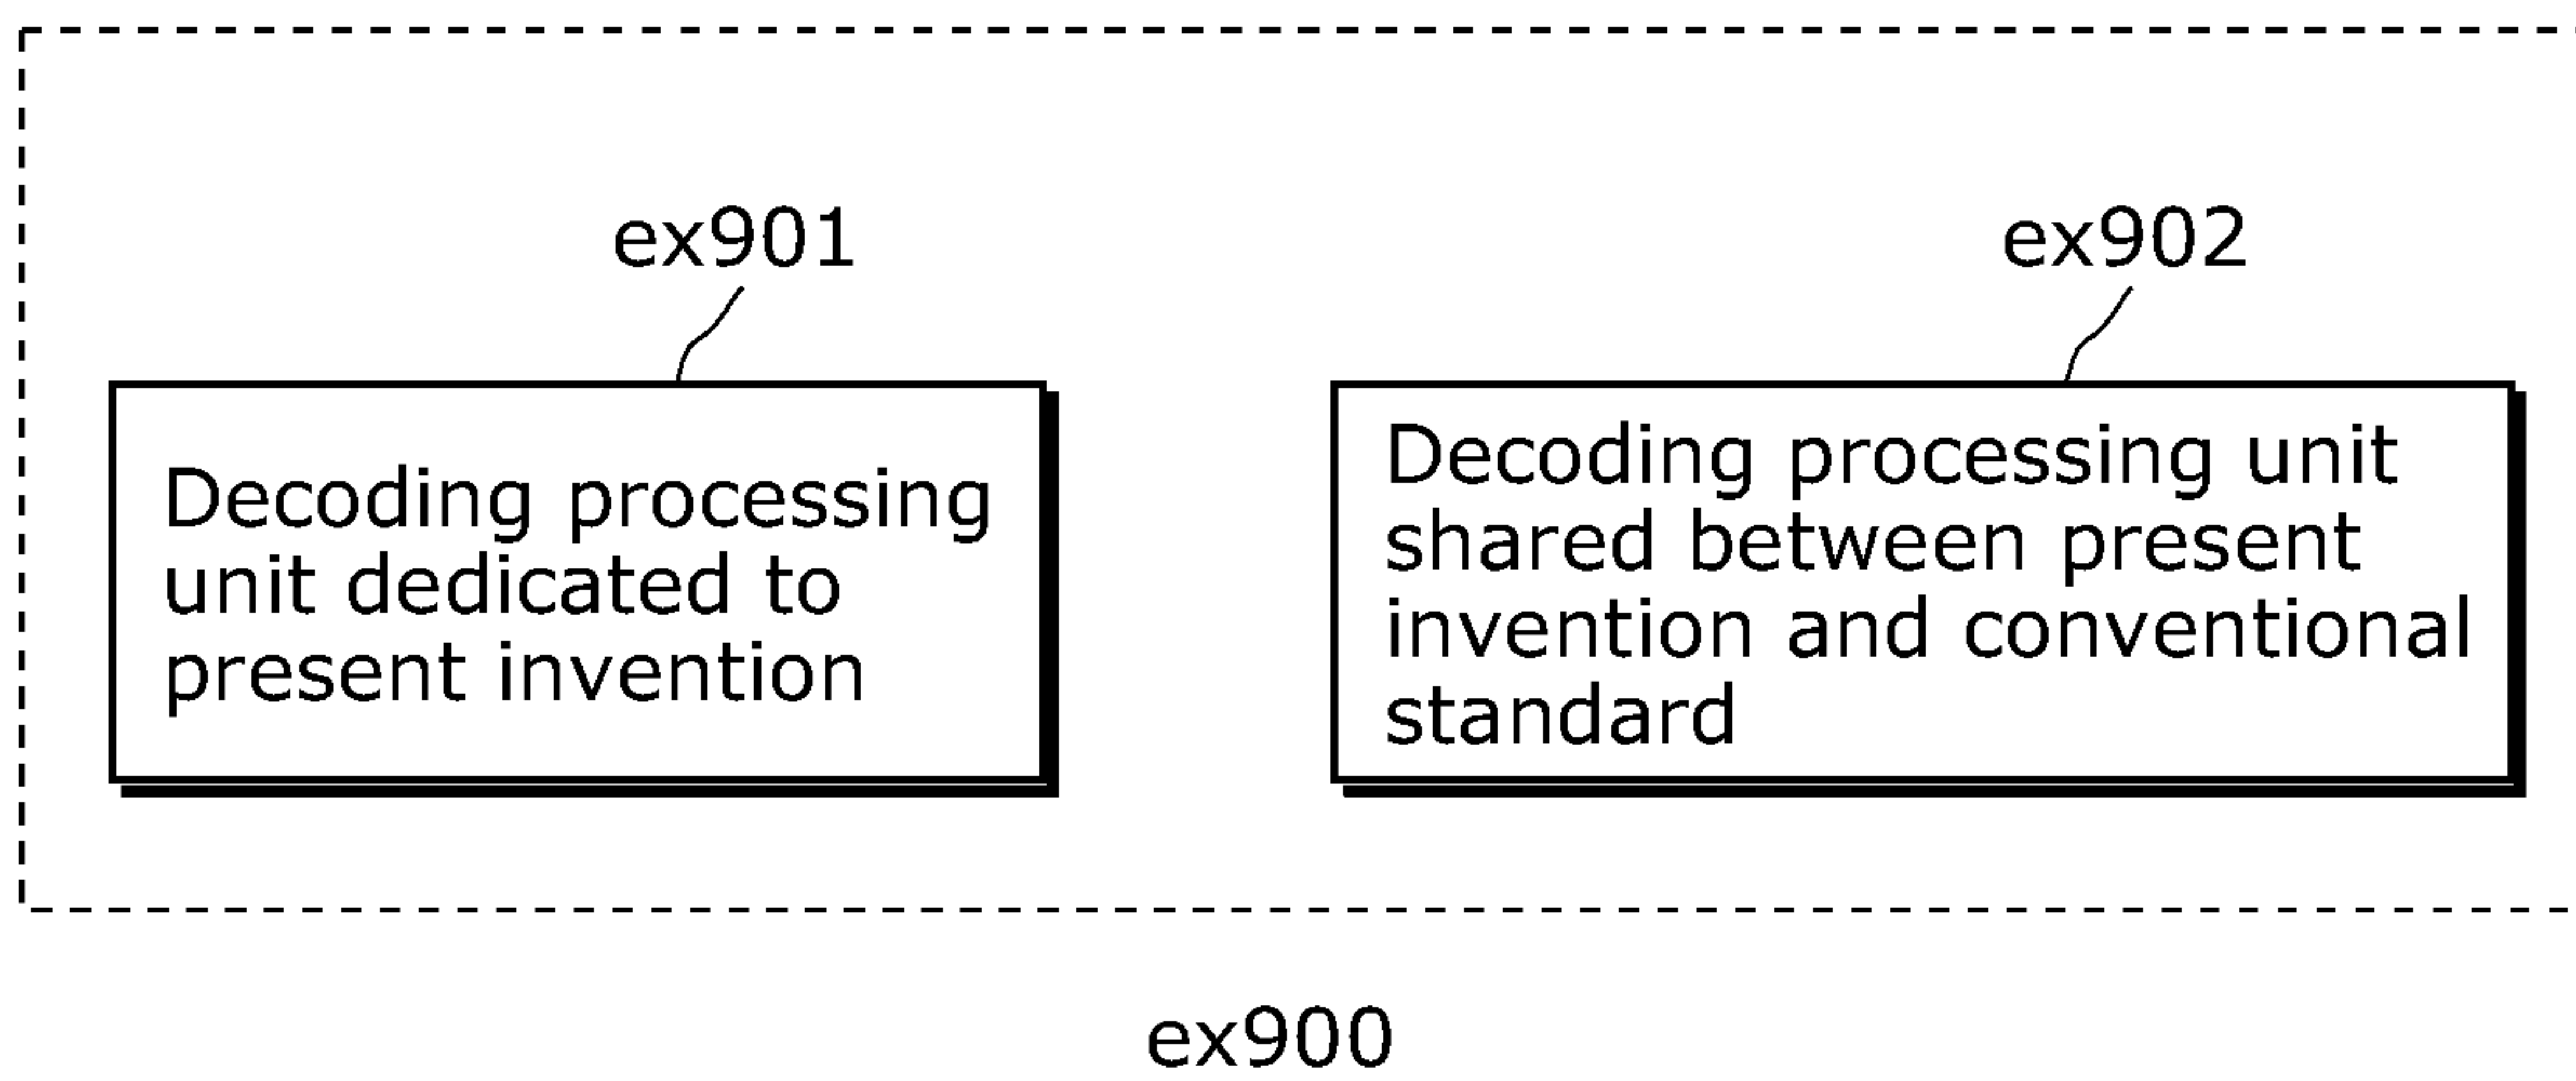 ex901
ex902
Decoding processing
unit dedicated to
present invention
Decoding processing unit
shared between present
invention and conventional
standard
ex900